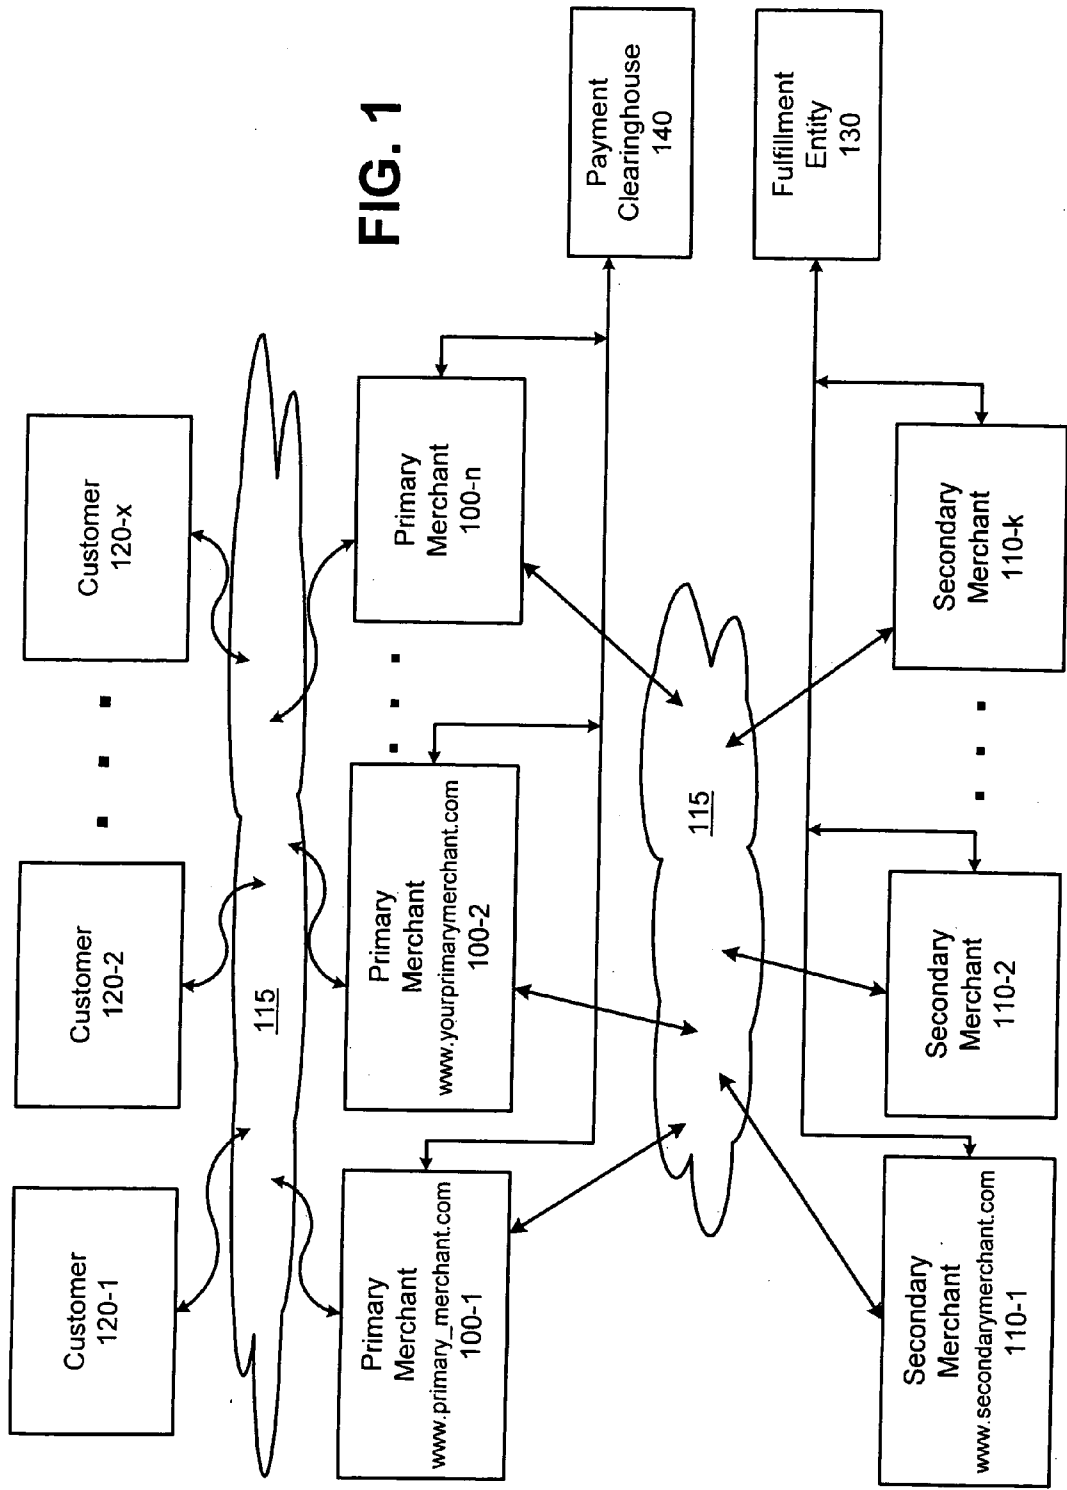 Customer
120-1
Customer
120-2
Customer
120-x
115
Primary
Merchant
www.primary_merchant.com
100-1
Primary
Merchant
www.yourprimarymerchant.com
100-2
Primary
Merchant
100-n
FIG. 1
115
Payment
Clearinghouse
140
Secondary
Merchant
www.secondarymerchant.com
110-1
Secondary
Merchant
110-2
Secondary
Merchant
110-k
Fulfillment
Entity
130